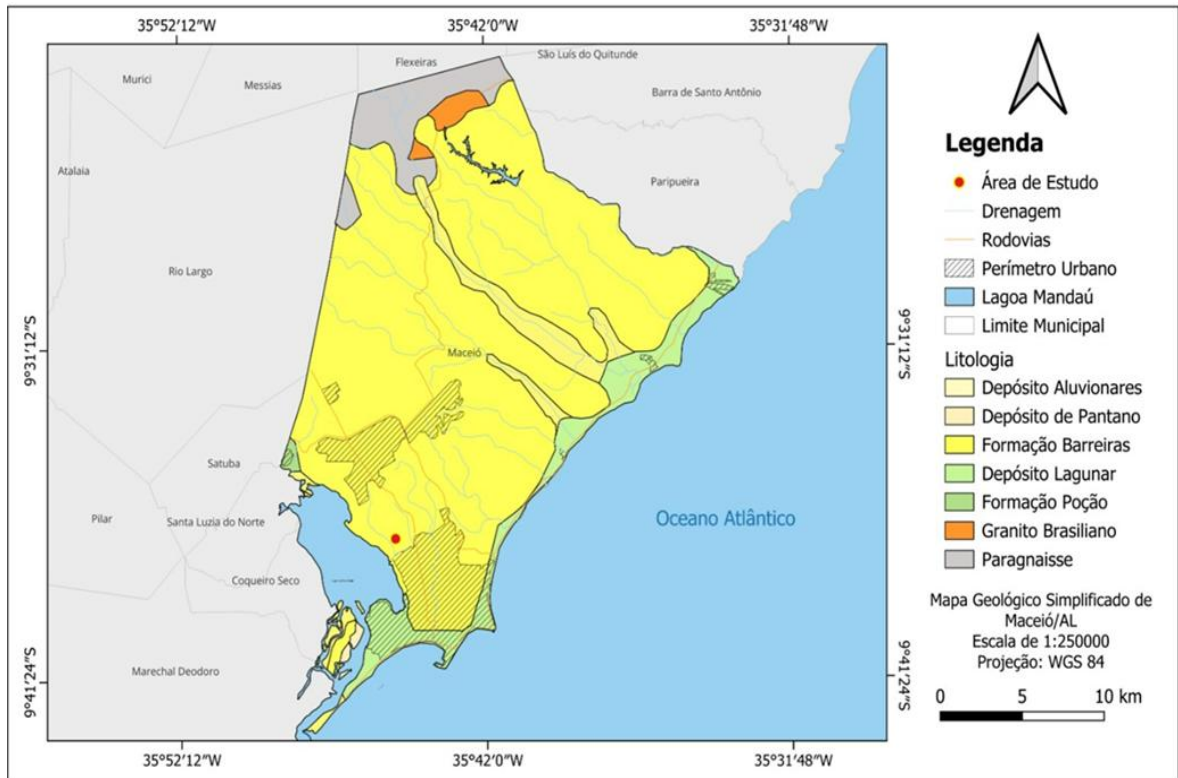 35°52′12″W
35°42′0″W
35°31′48″W
Flexeiras
São Luís do Quitunde
Murici
Messias
Barra de Santo Antônio
Atalaia
Paripueira
Rio Largo
9°31′12″S
9°31′12″S
Maceió
Satuba
Pilar
Santa Luzia do Norte
Oceano Atlântico
Coqueiro Seco
Marechal Deodoro
9°41′24″S
9°41′24″S
35°52′12″W
35°42′0″W
35°31′48″W
Legenda
Área de Estudo
Drenagem
Rodovias
Perímetro Urbano
Lagoa Mandaú
Limite Municipal
Litologia
Depósito Aluvionares
Depósito de Pantano
Formação Barreiras
Depósito Lagunar
Formação Poção
Granito Brasiliano
Paragnaisse
Mapa Geológico Simplificado de
Maceió/AL
Escala de 1:250000
Projeção: WGS 84
0 5 10 km